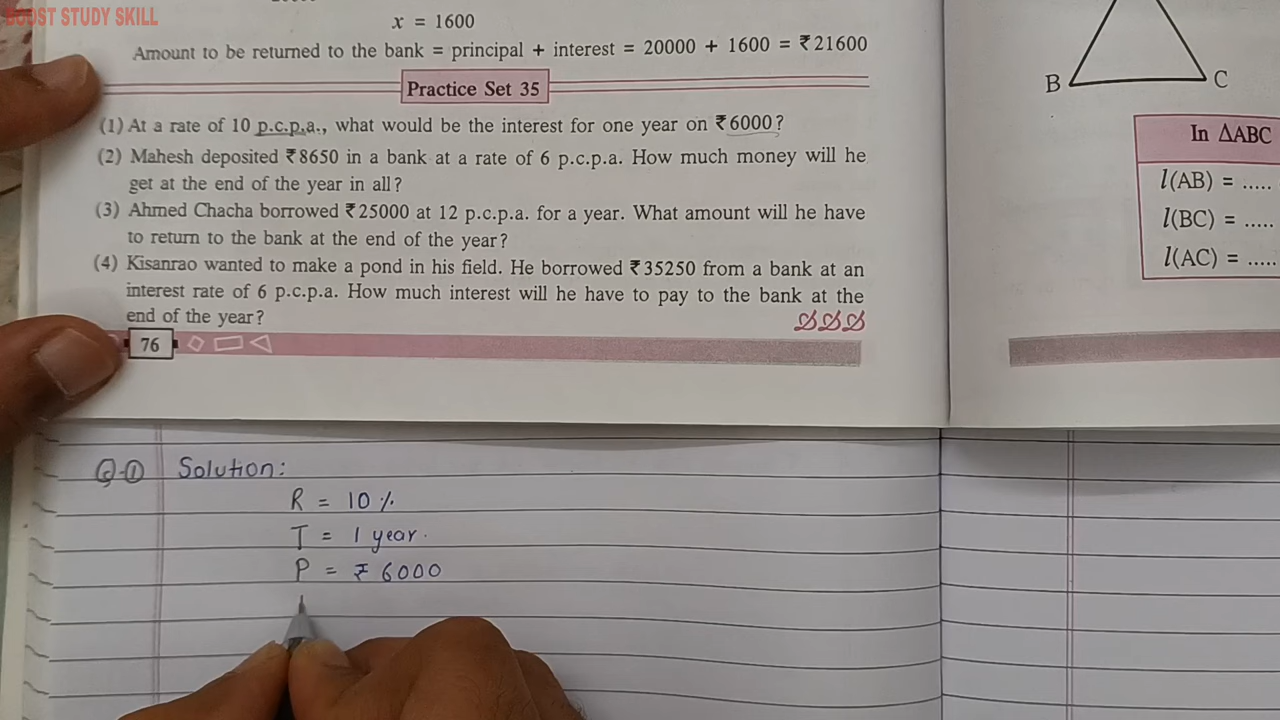 BOOST STUDY SKILL
x = 1600
Amount to be returned to the bank = principal + interest = 20000 + 1600 = ₹21600
Practice Set 35
(1) At a rate of 10 p.c.p.a., what would be the interest for one year on ₹6000?
(2) Mahesh deposited ₹8650 in a bank at a rate of 6 p.c.p.a. How much money will he
get at the end of the year in all?
(3) Ahmed Chacha borrowed ₹25000 at 12 p.c.p.a. for a year. What amount will he have
to return to the bank at the end of the year?
(4) Kisanrao wanted to make a pond in his field. He borrowed ₹35250 from a bank at an
interest rate of 6 p.c.p.a. How much interest will he have to pay to the bank at the
end of the year?
76
B C
In ΔABC
l(AB) = .....
l(BC) = .....
l(AC) = .....
Q.1 Solution:
R = 10 %
T = 1 year.
P = ₹ 6000